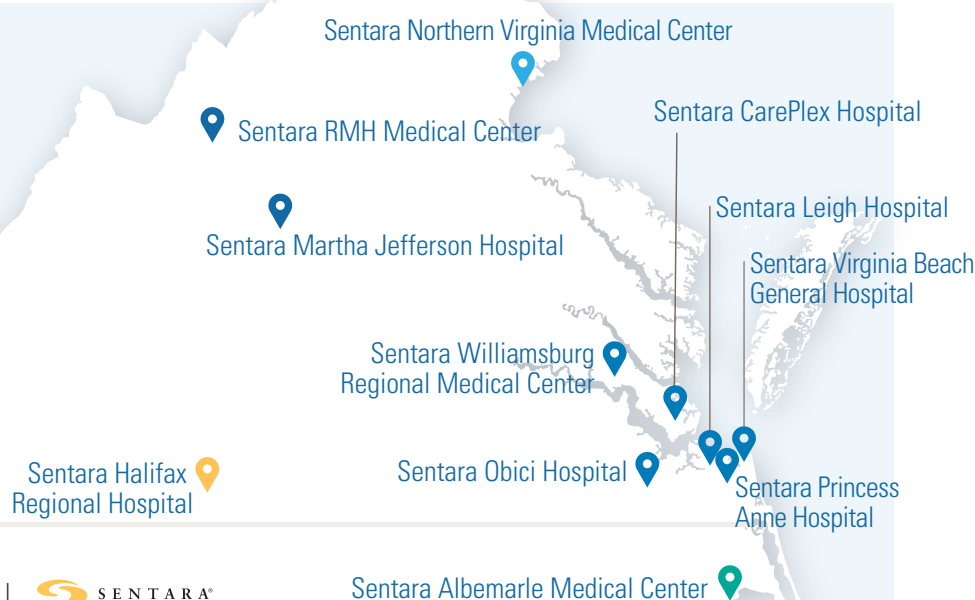 Sentara Northern Virginia Medical Center
Sentara CarePlex Hospital
Sentara RMH Medical Center
Sentara Leigh Hospital
Sentara Martha Jefferson Hospital
Sentara Virginia Beach
General Hospital
Sentara Williamsburg
Regional Medical Center
Sentara Halifax
Regional Hospital
Sentara Obici Hospital
Sentara Princess
Anne Hospital
Sentara Albemarle Medical Center
SENTARA®